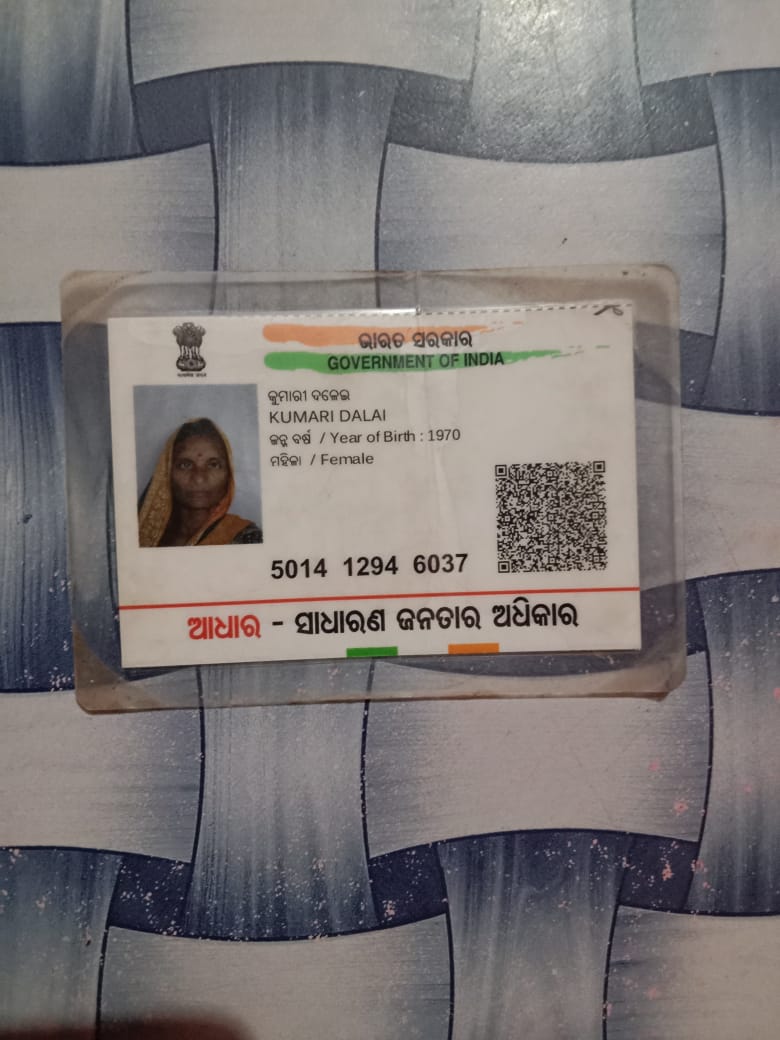 ଭାରତ ସରକାର
GOVERNMENT OF INDIA
କୁମାରୀ ଦଳେଇ
KUMARI DALAI
ଜନ୍ମ ବର୍ଷ / Year of Birth : 1970
ମହିଳା / Female
5014 1294 6037
ଆଧାର - ସାଧାରଣ ଜନତାର ଅଧିକାର